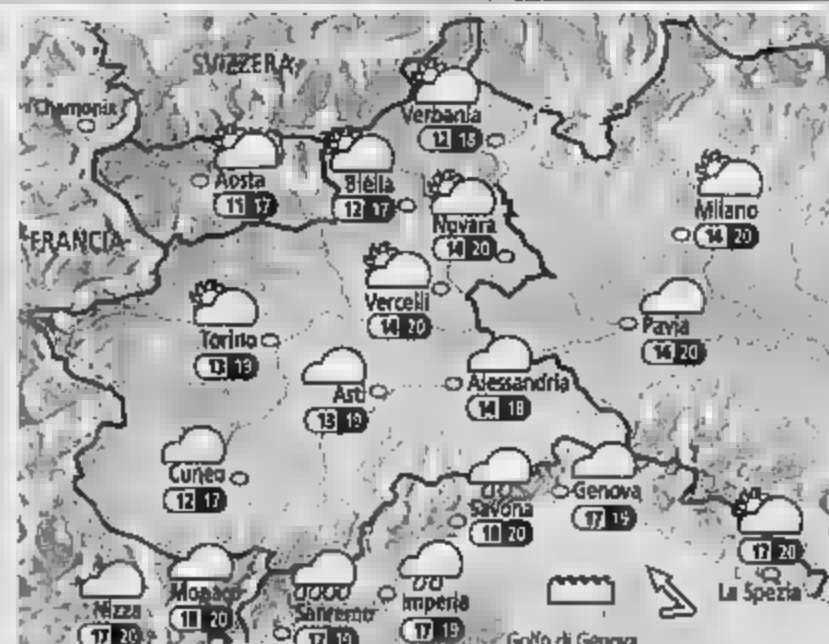 SVIZZERA
Chamonix
Verbania
12 15
Aosta
11 17
Biella
12 17
Novara
14 20
Milano
14 20
FRANCIA
Vercelli
14 20
Torino
13 19
Pavia
14 20
Asti
13 19
Alessandria
14 18
Cuneo
12 17
Savona
18 20
Genova
17 19
La Spezia
17 20
Nizza
17 20
Monaco
18 20
Sanremo
17 19
Imperia
17 19
Golfo di Genova